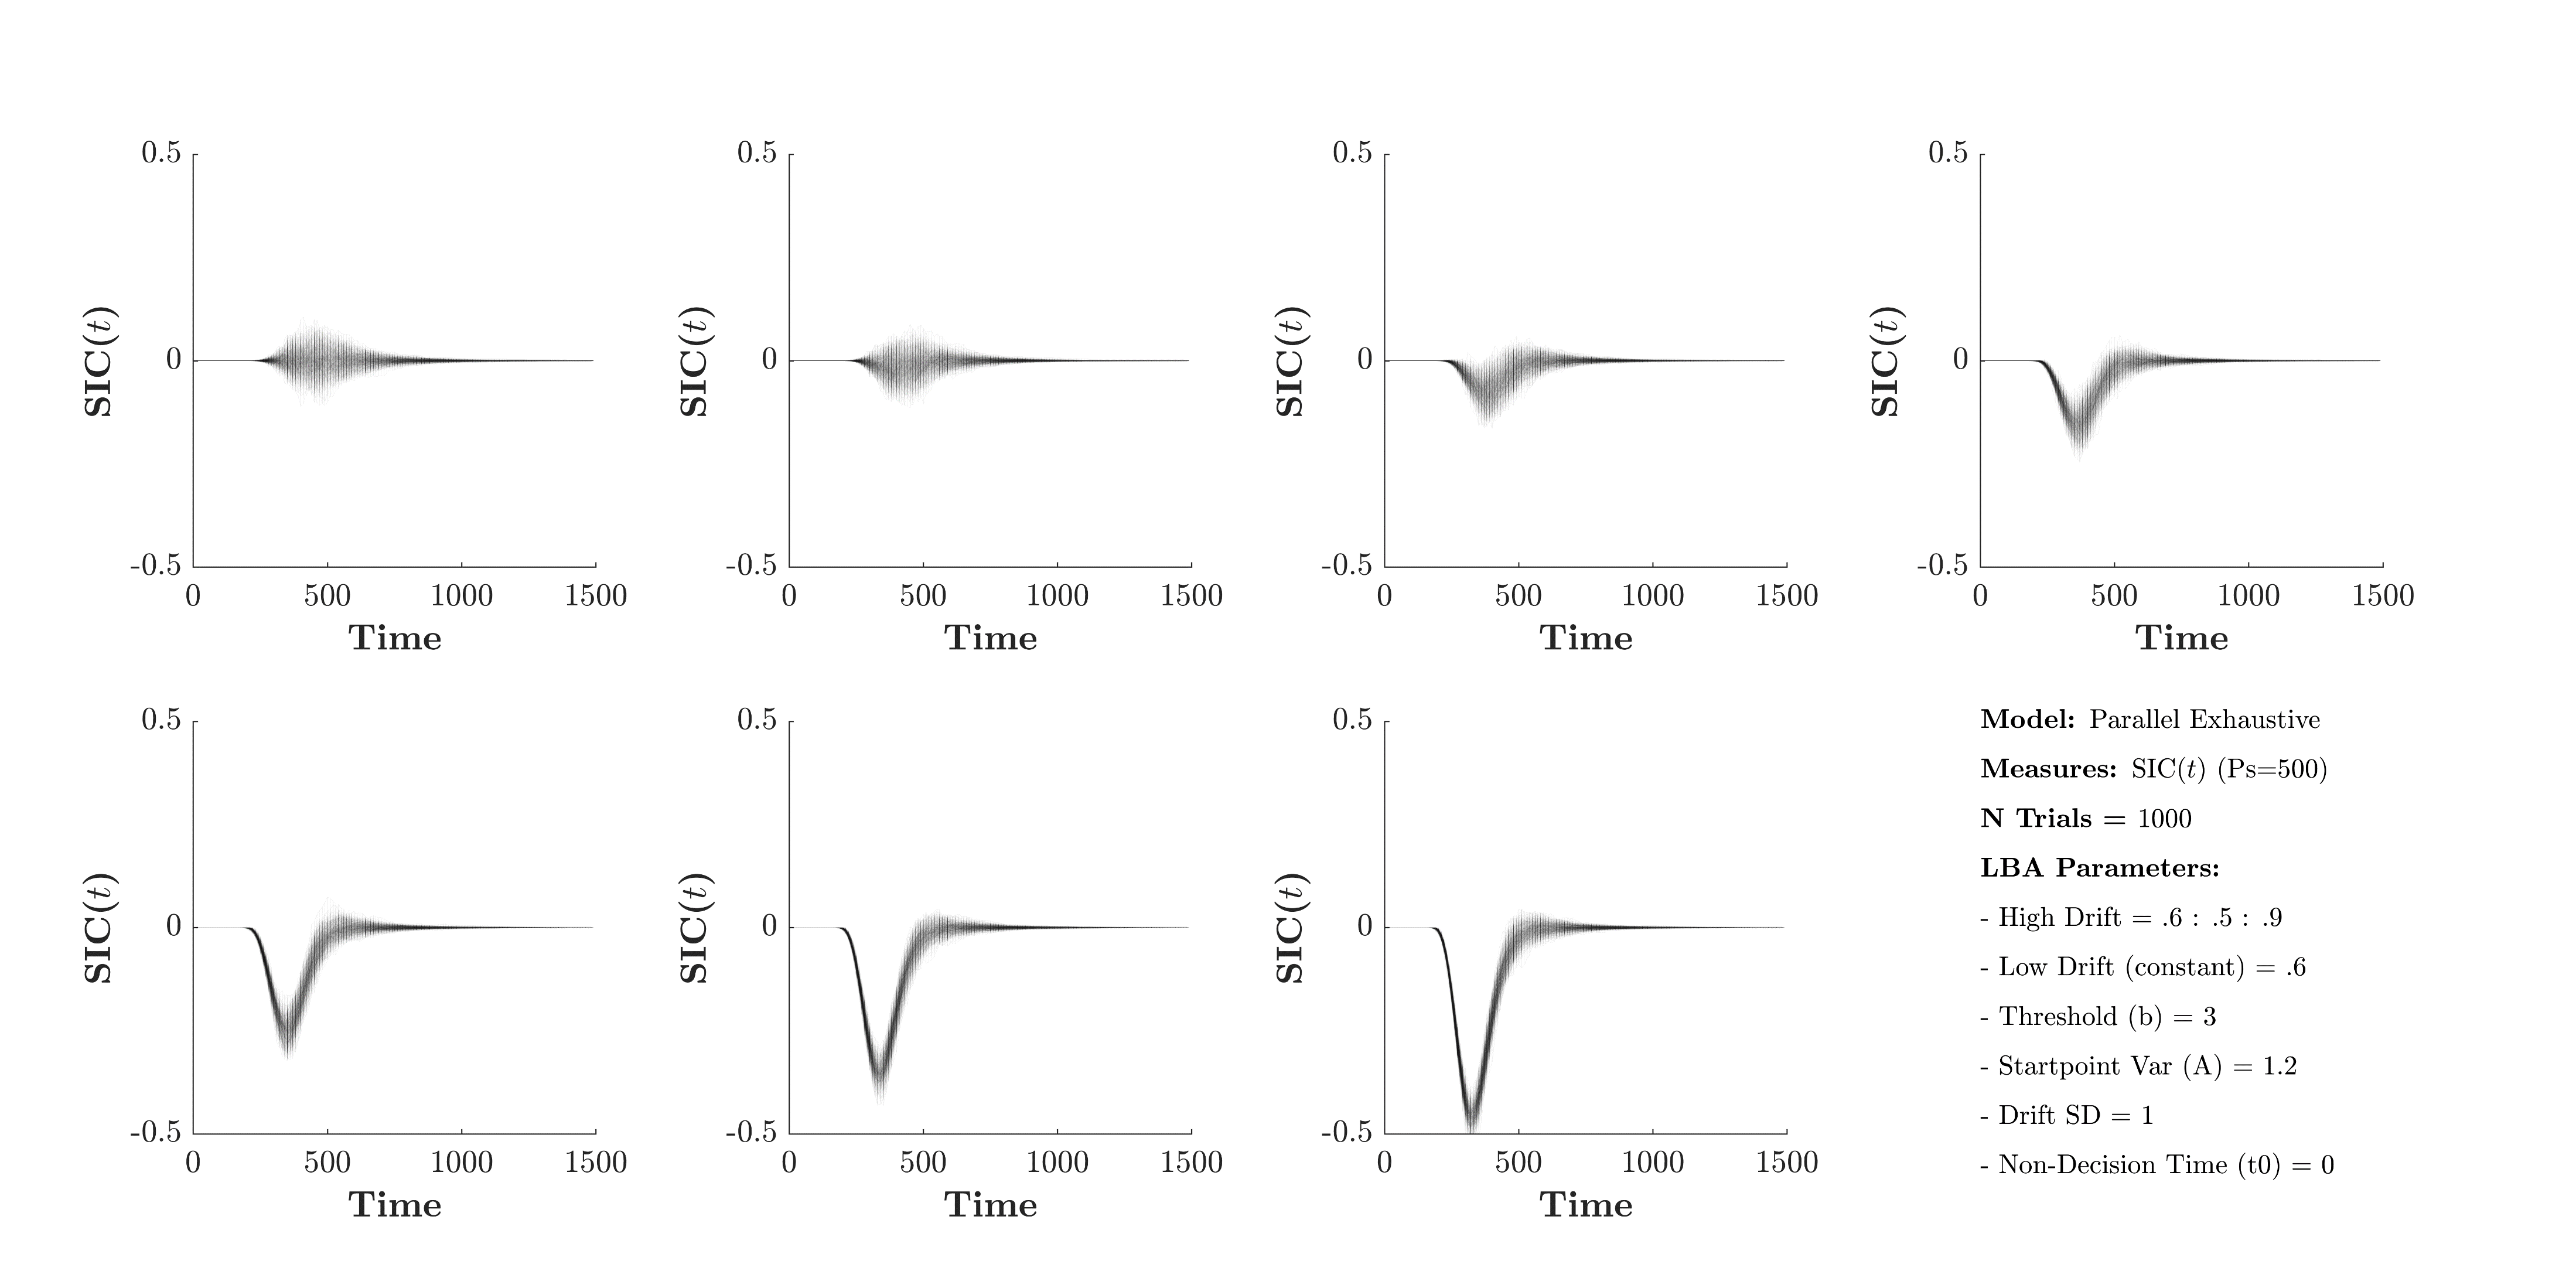 0.5
0
-0.5
SIC(t)
0 500 1000 1500
Time
0.5
0
-0.5
SIC(t)
0 500 1000 1500
Time
0.5
0
-0.5
SIC(t)
0 500 1000 1500
Time
0.5
0
-0.5
SIC(t)
0 500 1000 1500
Time
0.5
0
-0.5
SIC(t)
0 500 1000 1500
Time
0.5
0
-0.5
SIC(t)
0 500 1000 1500
Time
0.5
0
-0.5
SIC(t)
0 500 1000 1500
Time
Model: Parallel Exhaustive
Measures: SIC(t) (Ps=500)
N Trials = 1000
LBA Parameters:
- High Drift = .6 : .5 : .9
- Low Drift (constant) = .6
- Threshold (b) = 3
- Startpoint Var (A) = 1.2
- Drift SD = 1
- Non-Decision Time (t0) = 0